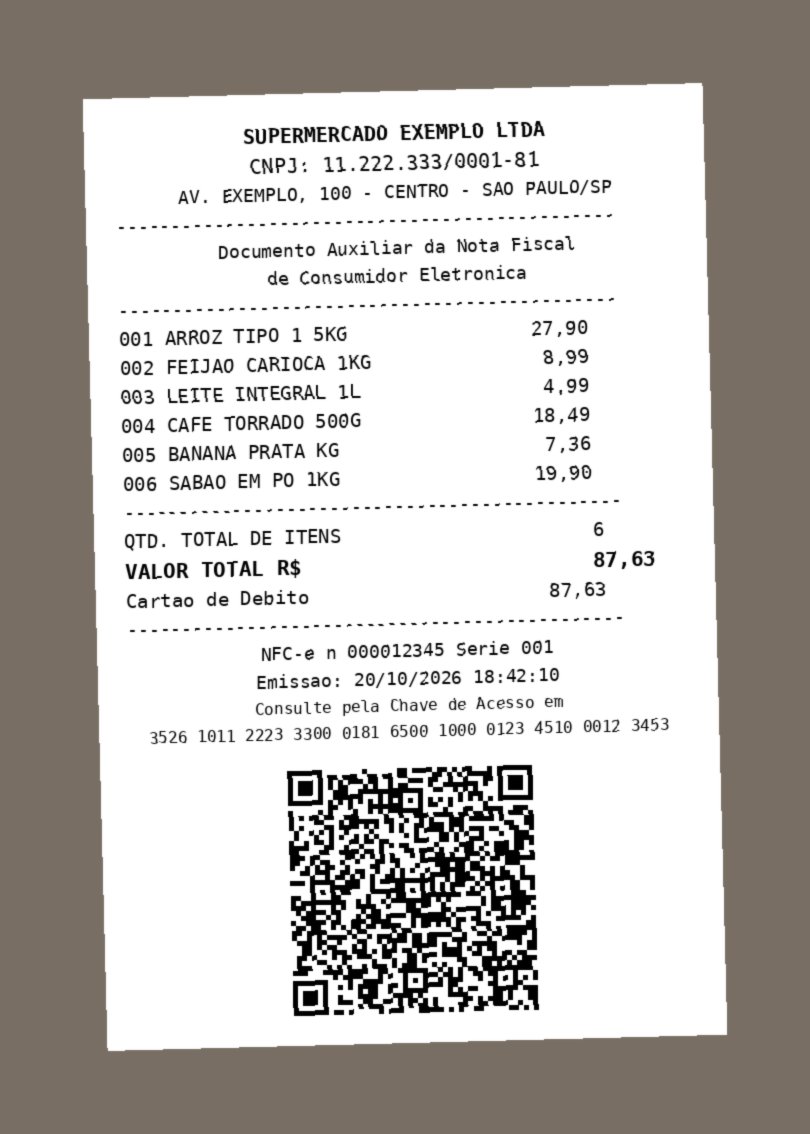 SUPERMERCADO EXEMPLO LTDA
CNPJ: 11.222.333/0001-81
AV. EXEMPLO, 100 - CENTRO - SAO PAULO/SP
Documento Auxiliar da Nota Fiscal
de Consumidor Eletronica
001 ARROZ TIPO 1 5KG 27,90
002 FEIJAO CARIOCA 1KG 8,99
003 LEITE INTEGRAL 1L 4,99
004 CAFE TORRADO 500G 18,49
005 BANANA PRATA KG 7,36
006 SABAO EM PO 1KG 19,90
QTD. TOTAL DE ITENS 6
VALOR TOTAL R$ 87,63
Cartao de Debito 87,63
NFC-e n 000012345 Serie 001
Emissao: 20/10/2026 18:42:10
Consulte pela Chave de Acesso em
3526 1011 2223 3300 0181 6500 1000 0123 4510 0012 3453